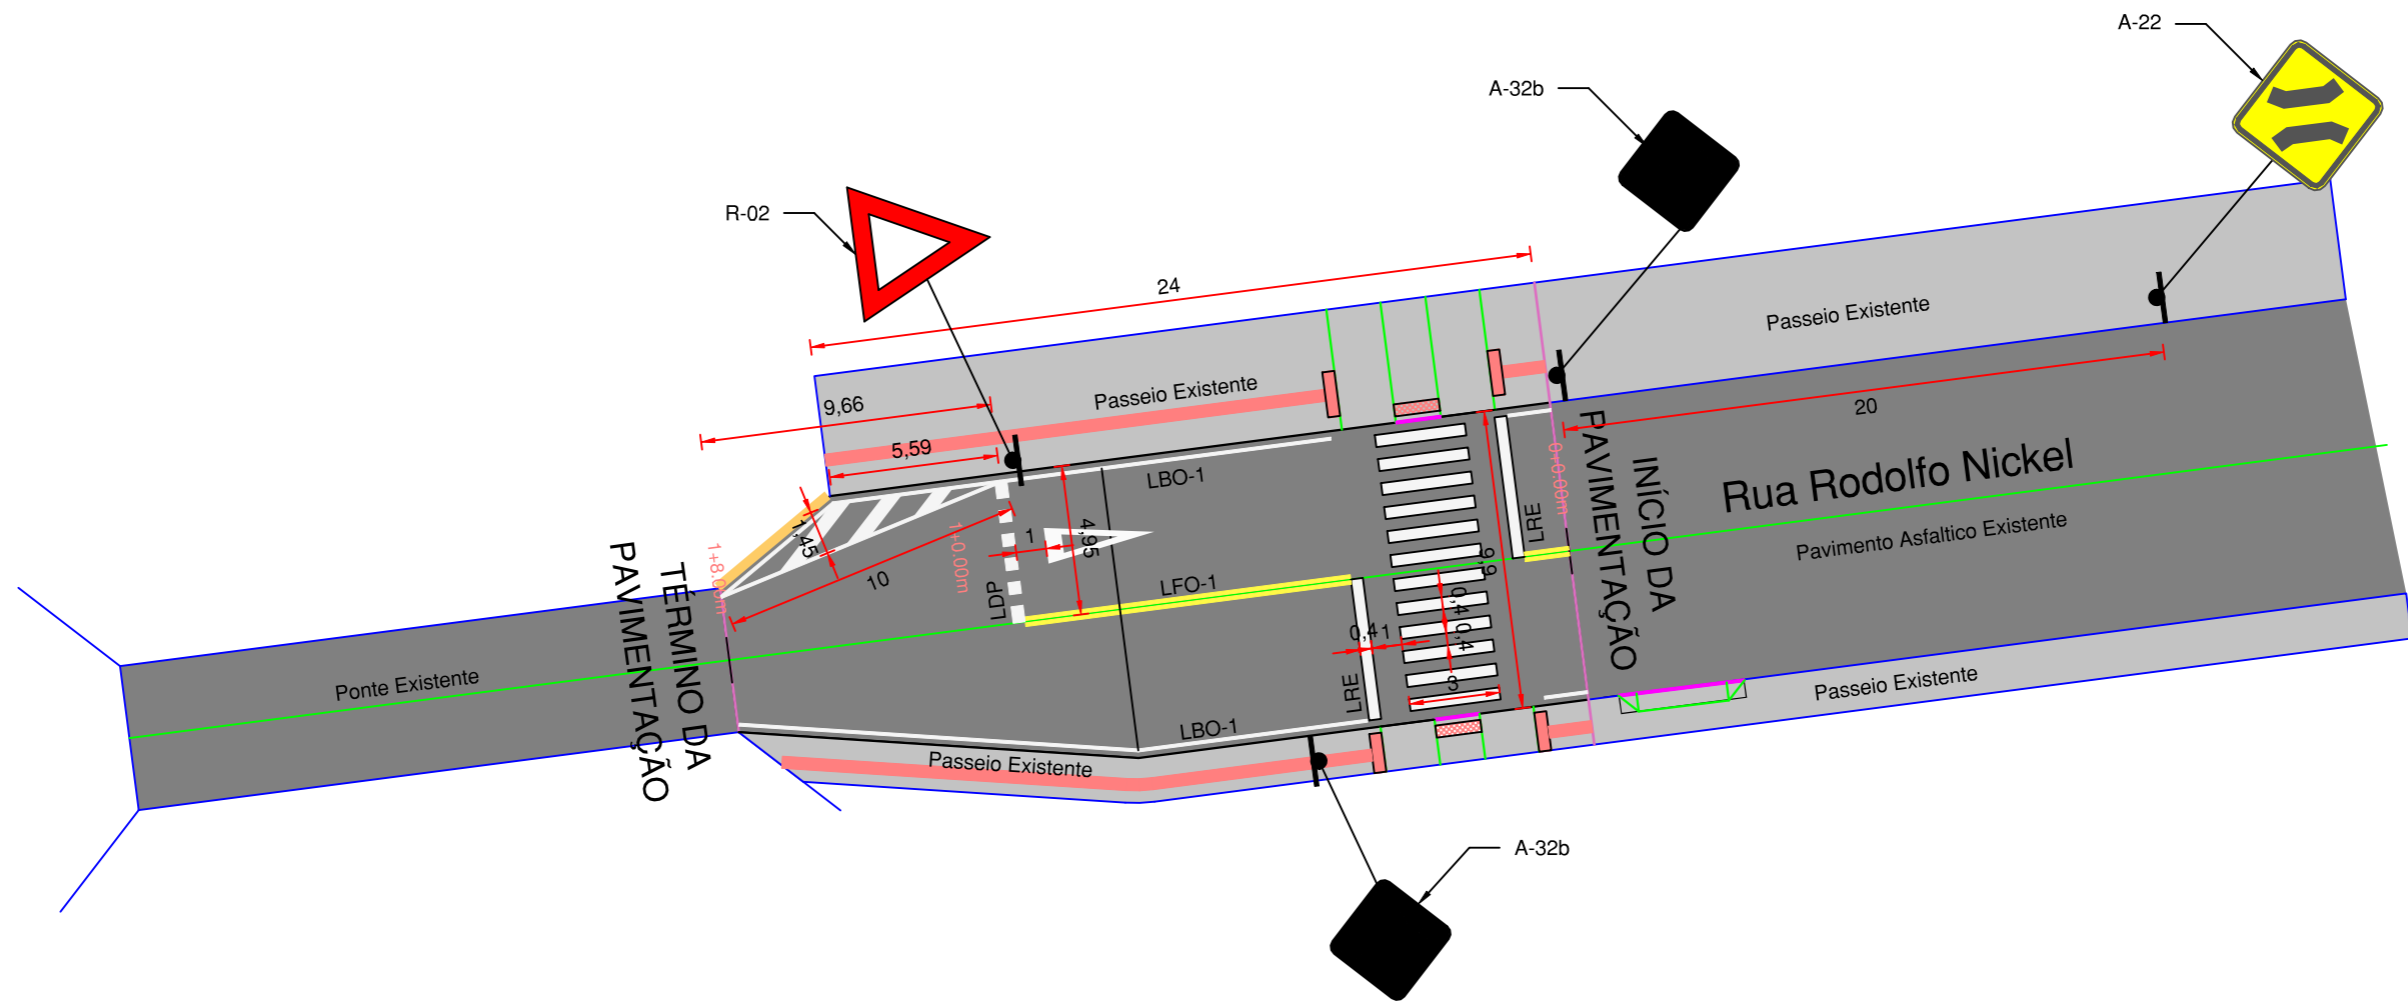 A-22
A-32b
R-02
24
Passeio Existente
9,66
Passeio Existente
20
5,59
LBO-1
Rua Rodolfo Nickel
Pavimento Asfaltico Existente
INÍCIO DA
PAVIMENTAÇÃO
0+0.00m
LRE
1,45
1+0.00m
1
4,95
9,9
10
LDP
LFO-1
0,4
0,4
0,4
1
3
LRE
TÉRMINO DA
PAVIMENTAÇÃO
Ponte Existente
LBO-1
Passeio Existente
Passeio Existente
A-32b